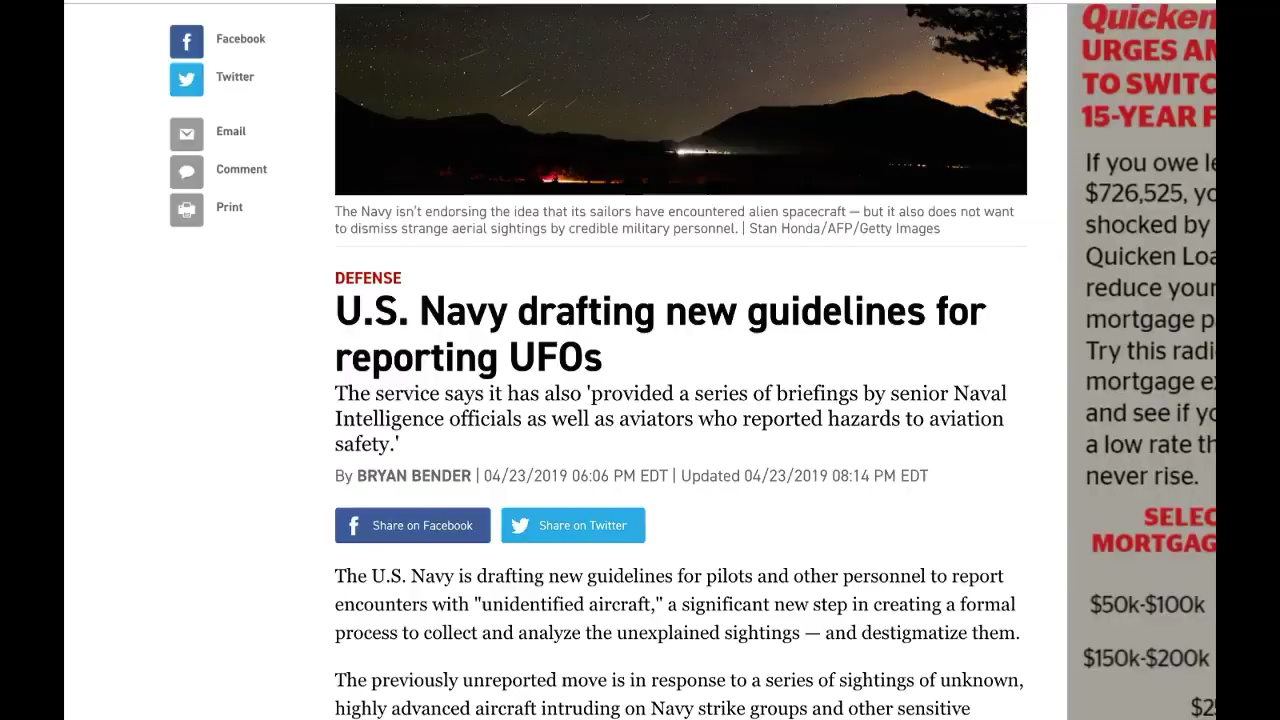 Facebook
Twitter
Email
Comment
Print
The Navy isn't endorsing the idea that its sailors have encountered alien spacecraft — but it also does not want
to dismiss strange aerial sightings by credible military personnel. | Stan Honda/AFP/Getty Images
DEFENSE
U.S. Navy drafting new guidelines for
reporting UFOs
The service says it has also 'provided a series of briefings by senior Naval
Intelligence officials as well as aviators who reported hazards to aviation
safety.'
By BRYAN BENDER | 04/23/2019 06:06 PM EDT | Updated 04/23/2019 08:14 PM EDT
Share on Facebook
Share on Twitter
The U.S. Navy is drafting new guidelines for pilots and other personnel to report
encounters with "unidentified aircraft," a significant new step in creating a formal
process to collect and analyze the unexplained sightings — and destigmatize them.
The previously unreported move is in response to a series of sightings of unknown,
highly advanced aircraft intruding on Navy strike groups and other sensitive
Quicken
URGES
TO SWITC
15-YEAR
If you owe
$726,525,
shocked by
Quicken
reduce your
mortgage
Try this
mortgage
and see if
a low rate
never rise.
SELEC
MORTGAG
$50k-$100k
$150k-$200k